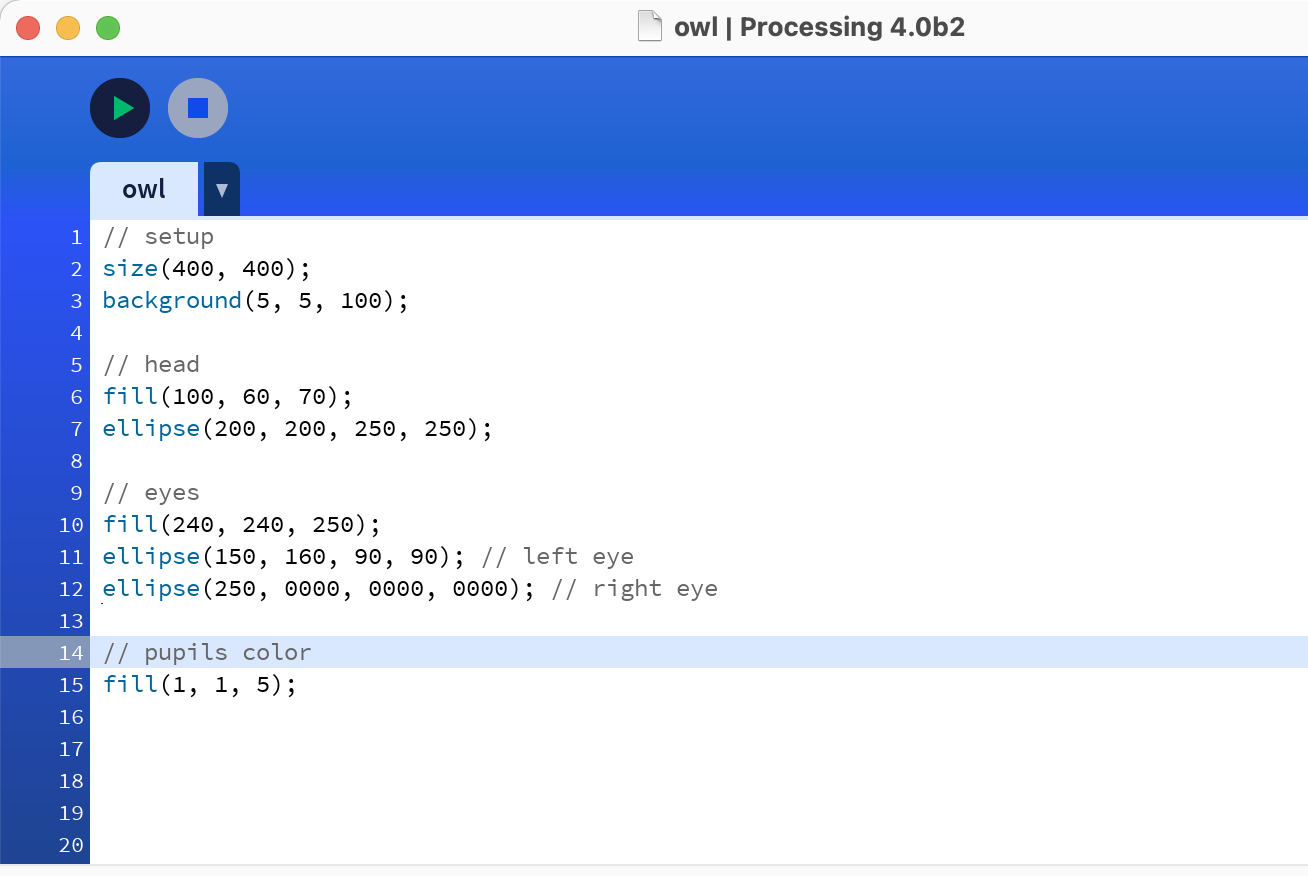 owl | Processing 4.0b2
owl ▼
1 // setup
2 size(400, 400);
3 background(5, 5, 100);
4
5 // head
6 fill(100, 60, 70);
7 ellipse(200, 200, 250, 250);
8
9 // eyes
10 fill(240, 240, 250);
11 ellipse(150, 160, 90, 90); // left eye
12 ellipse(250, 0000, 0000, 0000); // right eye
13
14 // pupils color
15 fill(1, 1, 5);
16
17
18
19
20